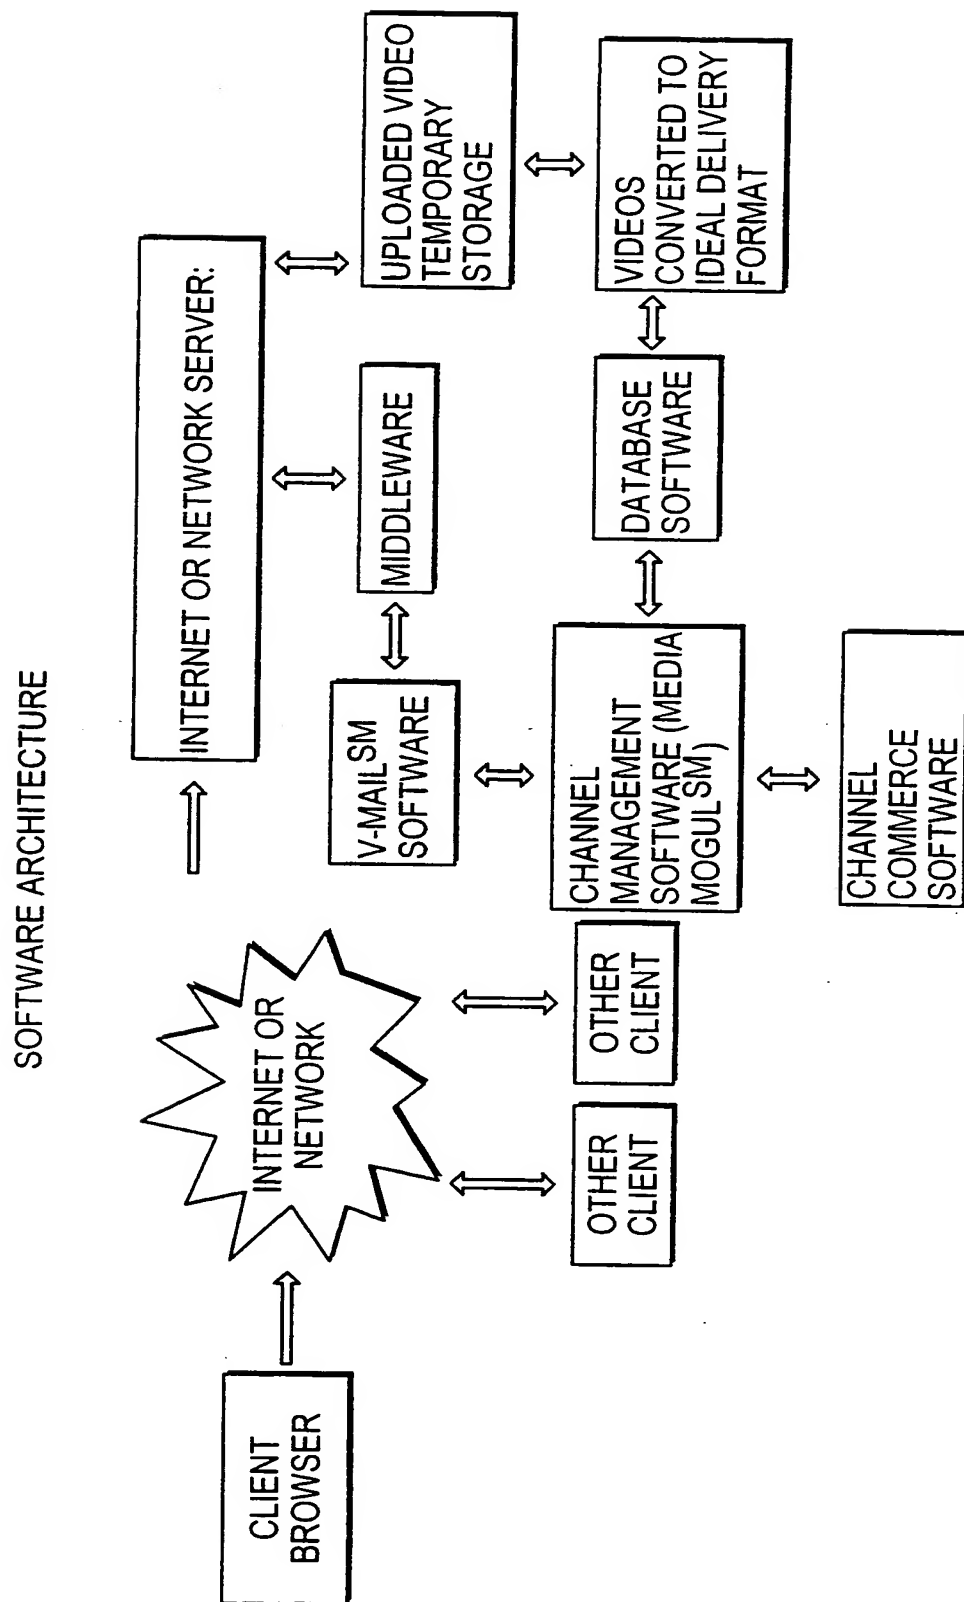 SOFTWARE ARCHITECTURE
CLIENT
BROWSER
INTERNET OR
NETWORK
INTERNET OR NETWORK SERVER:
OTHER
CLIENT
OTHER
CLIENT
V-MAILSM
SOFTWARE
MIDDLEWARE
UPLOADED VIDEO
TEMPORARY
STORAGE
CHANNEL
MANAGEMENT
SOFTWARE (MEDIA
MOGULSM)
DATABASE
SOFTWARE
VIDEOS
CONVERTED TO
IDEAL DELIVERY
FORMAT
CHANNEL
COMMERCE
SOFTWARE